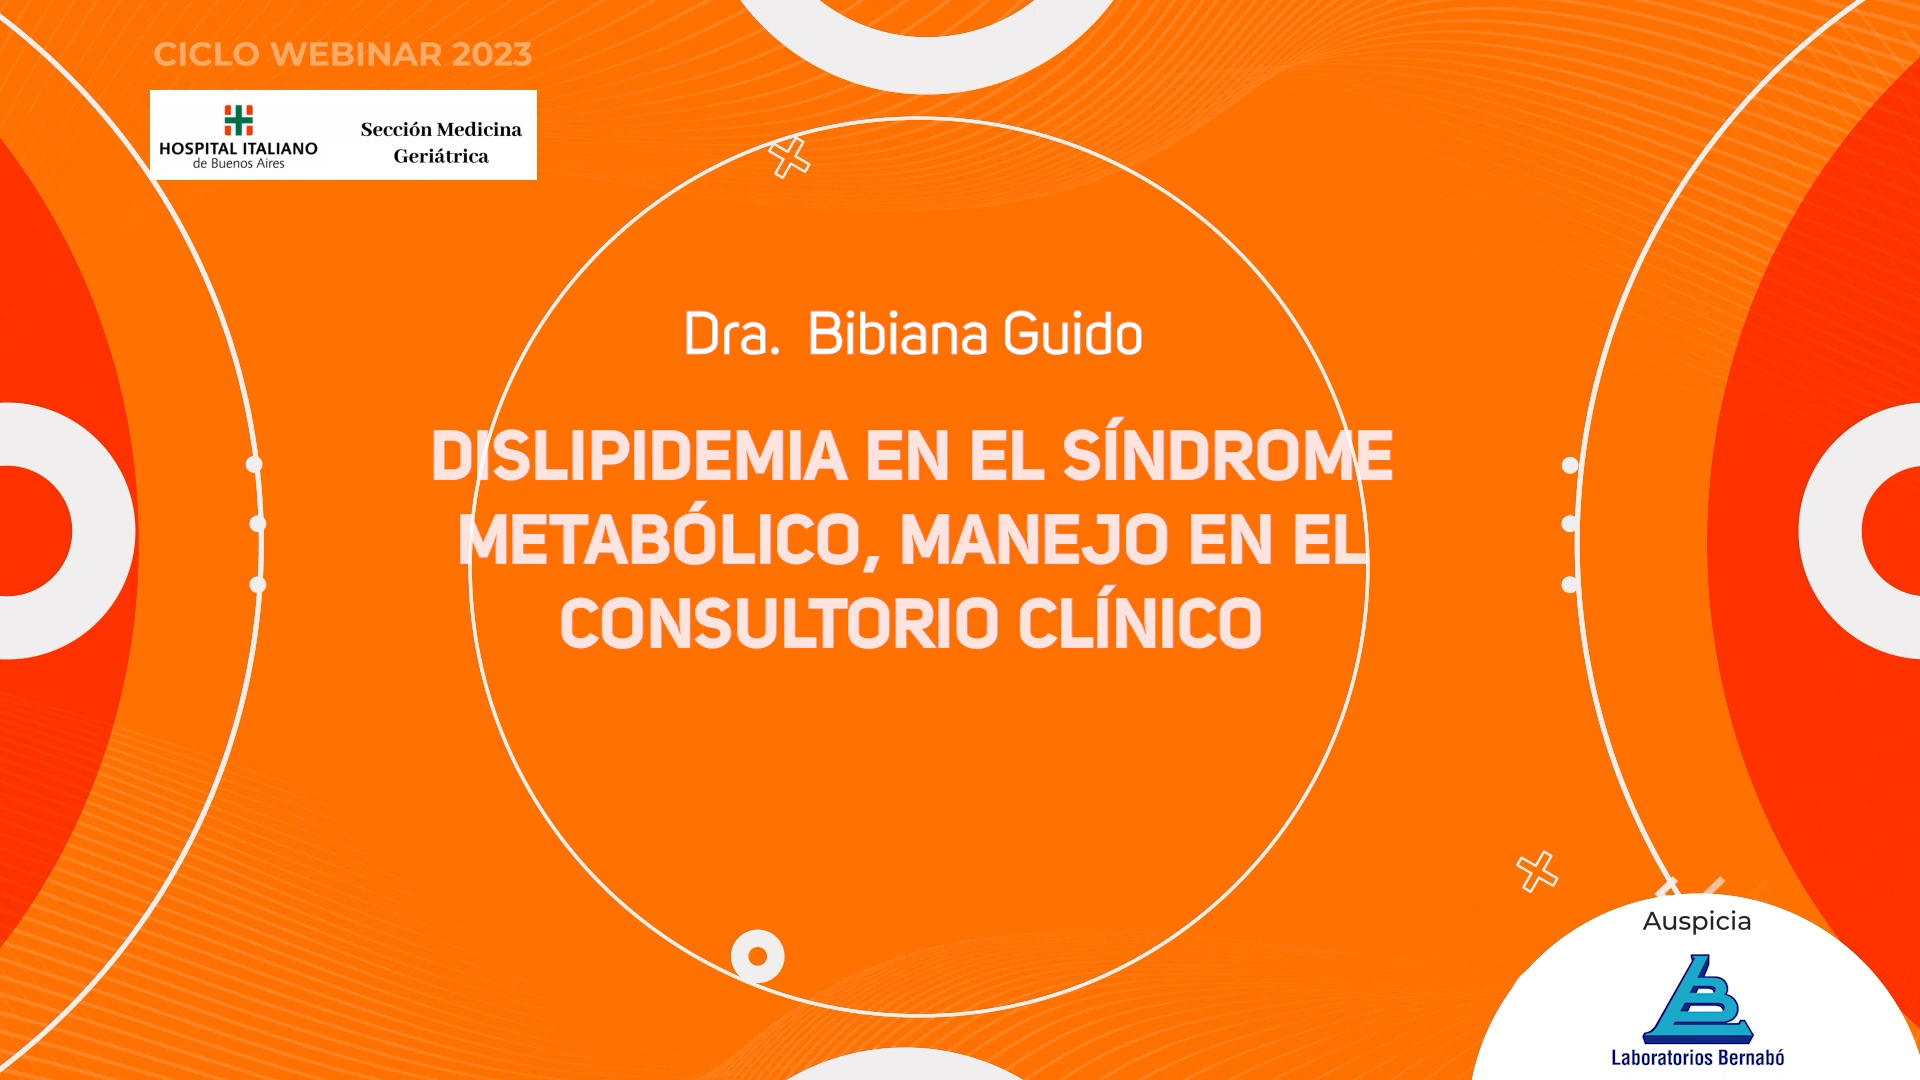 CICLO WEBINAR 2023
HOSPITAL ITALIANO
de Buenos Aires
Sección Medicina
Geriátrica
Dra. Bibiana Guido
DISLIPIDEMIA EN EL SÍNDROME
METABÓLICO, MANEJO EN EL
CONSULTORIO CLÍNICO
Auspicia
LB
Laboratorios Bernabó